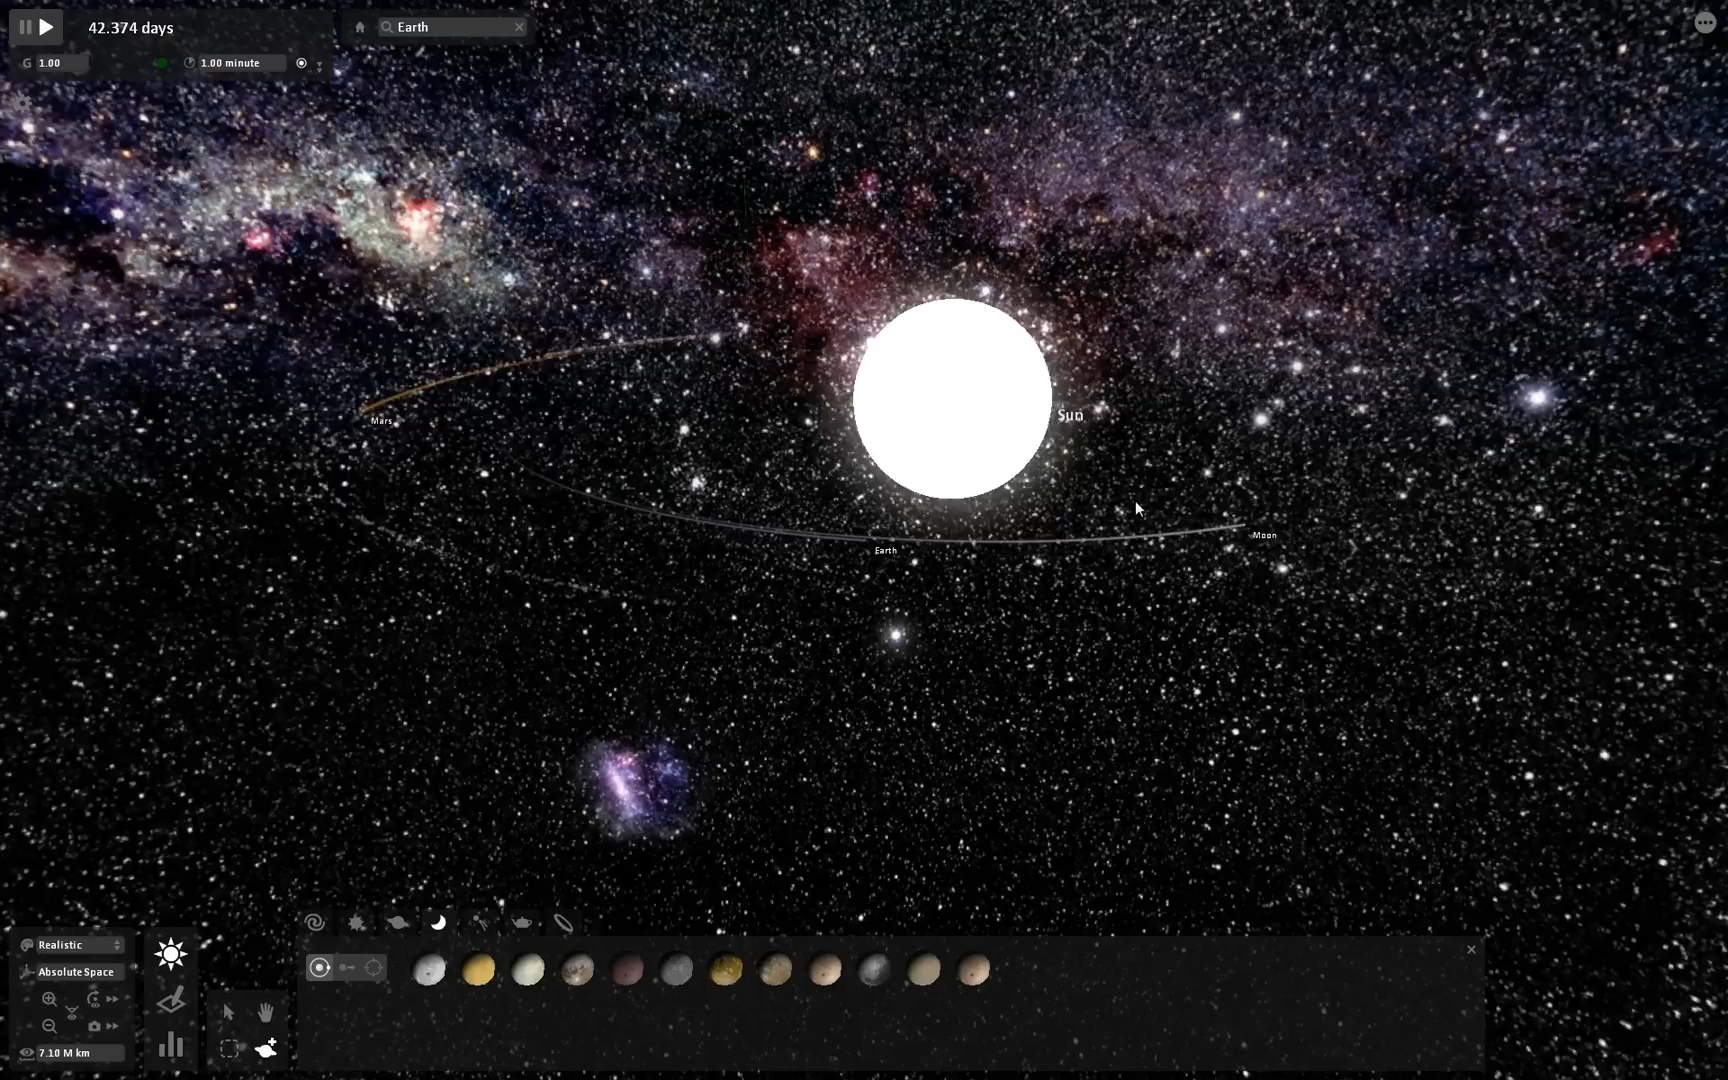 42.374 days
Earth
G 1.00
1.00 minute
Mars
Sun
Moon
Earth
Realistic
Absolute Space
7.10 M km